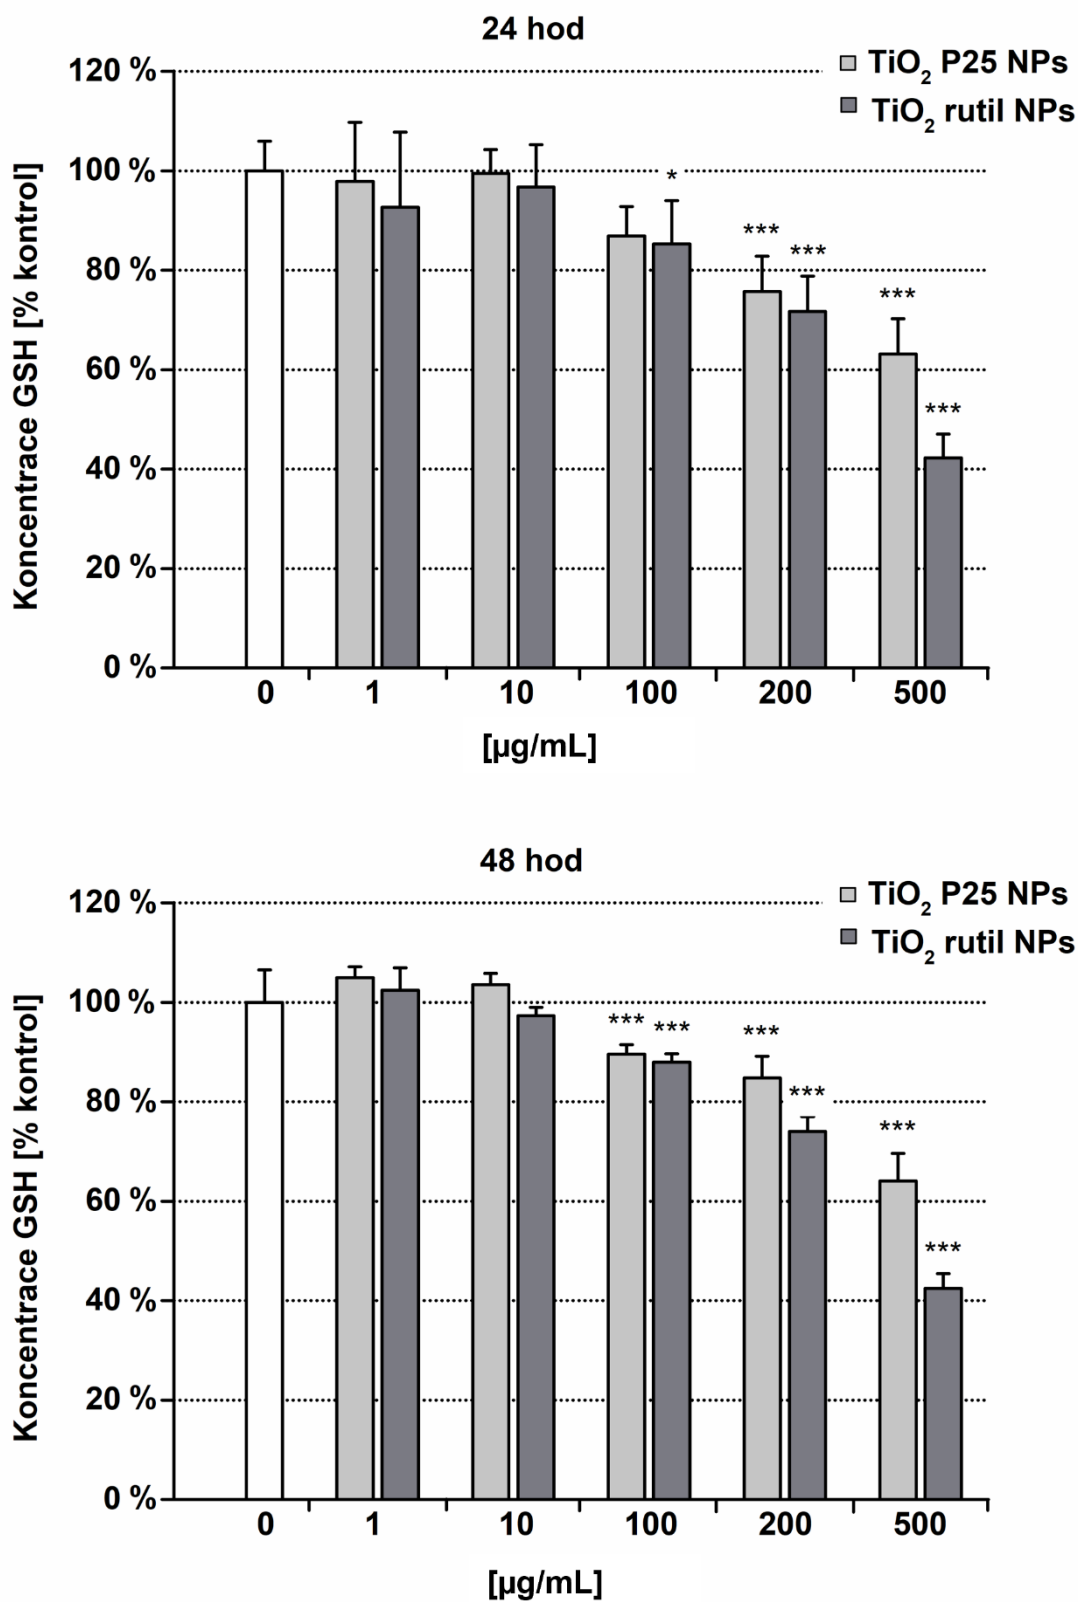 24 hod
TiO2 P25 NPs
TiO2 rutil NPs
Koncentrace GSH [% kontrol]
120 %
100 %
80 %
60 %
40 %
20 %
0 %
*
***
***
***
***
0 1 10 100 200 500
[µg/mL]
48 hod
TiO2 P25 NPs
TiO2 rutil NPs
Koncentrace GSH [% kontrol]
120 %
100 %
80 %
60 %
40 %
20 %
0 %
*** *** ***
***
***
***
0 1 10 100 200 500
[µg/mL]